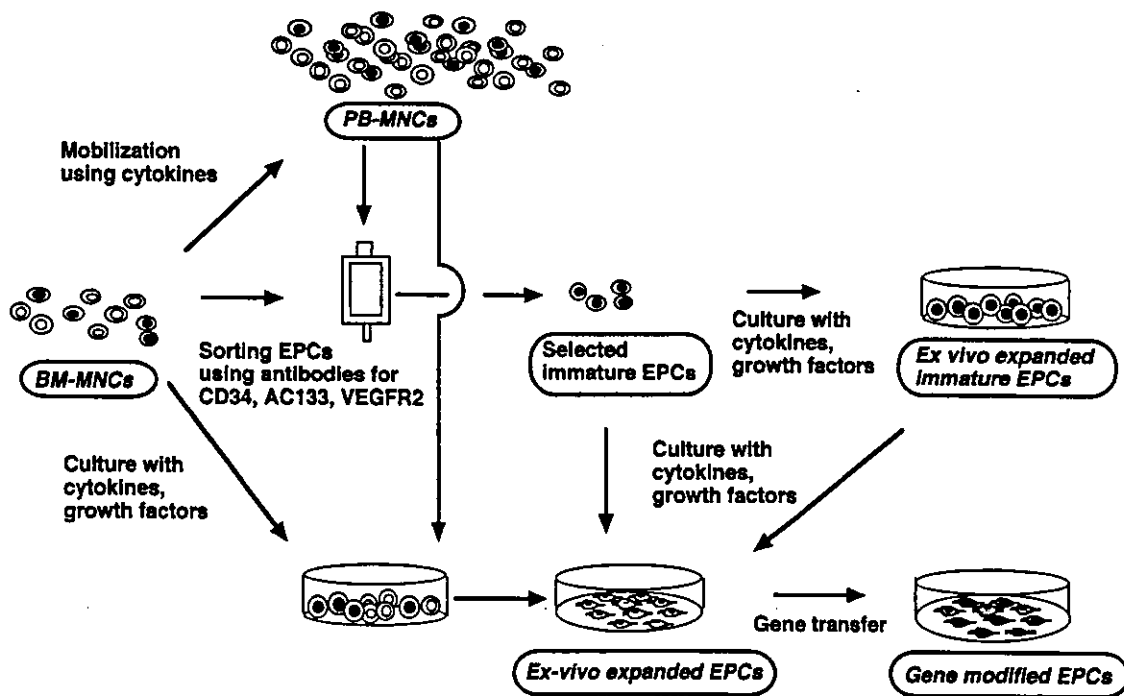 PB-MNCs
Mobilization
using cytokines
BM-MNCs
Sorting EPCs
using antibodies for
CD34, AC133, VEGFR2
Selected
immature EPCs
Culture with
cytokines,
growth factors
Ex vivo expanded
immature EPCs
Culture with
cytokines,
growth factors
Culture with
cytokines,
growth factors
Gene transfer
Ex-vivo expanded EPCs
Gene modified EPCs